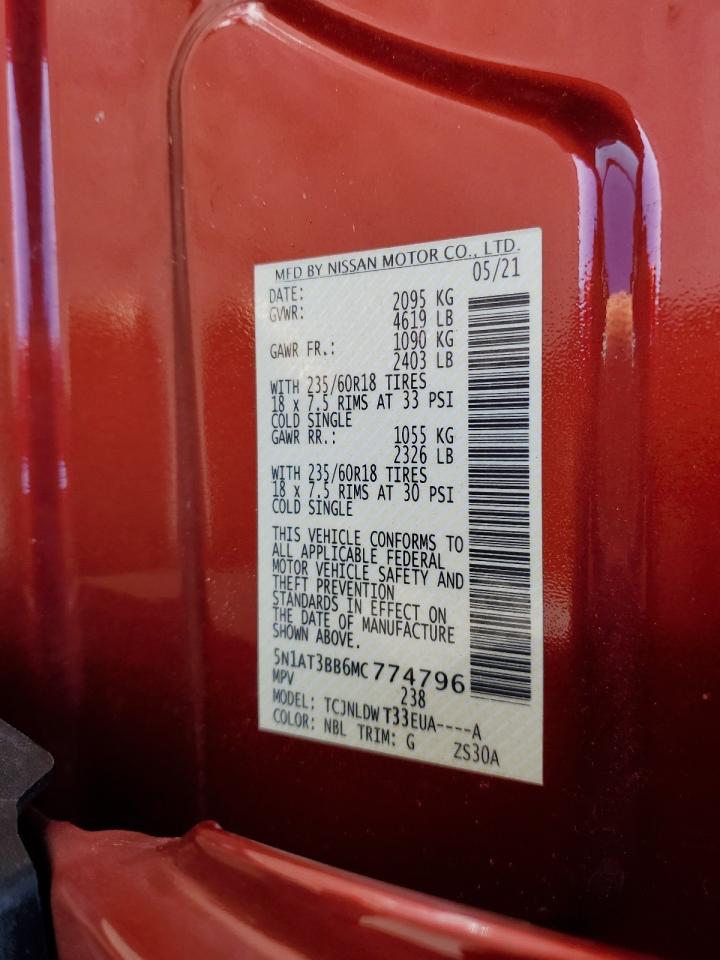 MFD BY NISSAN MOTOR CO., LTD.
DATE: 05/21
GVWR: 2095 KG
4619 LB
GAWR FR.: 1090 KG
2403 LB
WITH 235/60R18 TIRES
18 x 7.5 RIMS AT 33 PSI
COLD SINGLE
GAWR RR.: 1055 KG
2326 LB
WITH 235/60R18 TIRES
18 x 7.5 RIMS AT 30 PSI
COLD SINGLE
THIS VEHICLE CONFORMS TO
ALL APPLICABLE FEDERAL
MOTOR VEHICLE SAFETY AND
THEFT PREVENTION
STANDARDS IN EFFECT ON
THE DATE OF MANUFACTURE
SHOWN ABOVE.
5N1AT3BB6MC774796
MPV 238
MODEL: TCJNLDWT33EUA----A
COLOR: NBL TRIM: G ZS30A